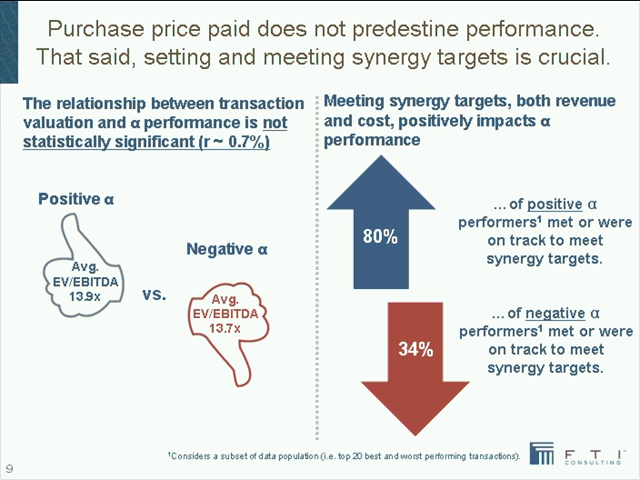 Purchase price paid does not predestine performance.
That said, setting and meeting synergy targets is crucial.
The relationship between transaction
valuation and α performance is not
statistically significant (r ~ 0.7%)
Positive α
Avg.
EV/EBITDA
13.9x
vs.
Negative α
Avg.
EV/EBITDA
13.7x
Meeting synergy targets, both revenue
and cost, positively impacts α
performance
80%
... of positive α
performers¹ met or were
on track to meet
synergy targets.
34%
... of negative α
performers¹ met or were
on track to meet
synergy targets.
¹Considers a subset of data population (i.e. top 20 best and worst performing transactions).
F T I™
CONSULTING
9